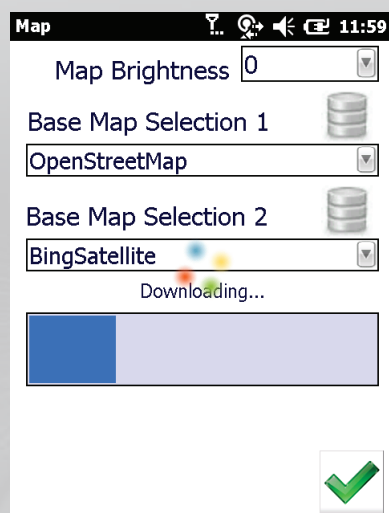 Map 11:59
Map Brightness 0
Base Map Selection 1
OpenStreetMap
Base Map Selection 2
BingSatellite
Downloading...